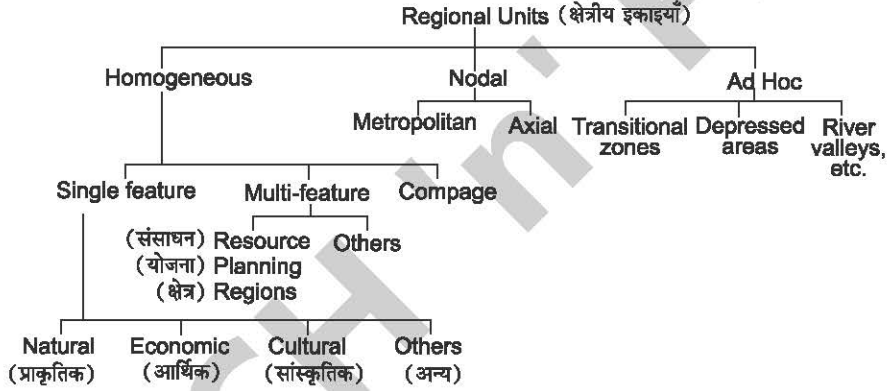 Regional Units (क्षेत्रीय इकाइयाँ)
Homogeneous
Nodal
Ad Hoc
Metropolitan
Axial
Transitional zones
Depressed areas
River valleys, etc.
Single feature
Multi-feature
Compage
(संसाधन) Resource
(योजना) Planning
(क्षेत्र) Regions
Others
Natural
(प्राकृतिक)
Economic
(आर्थिक)
Cultural
(सांस्कृतिक)
Others
(अन्य)